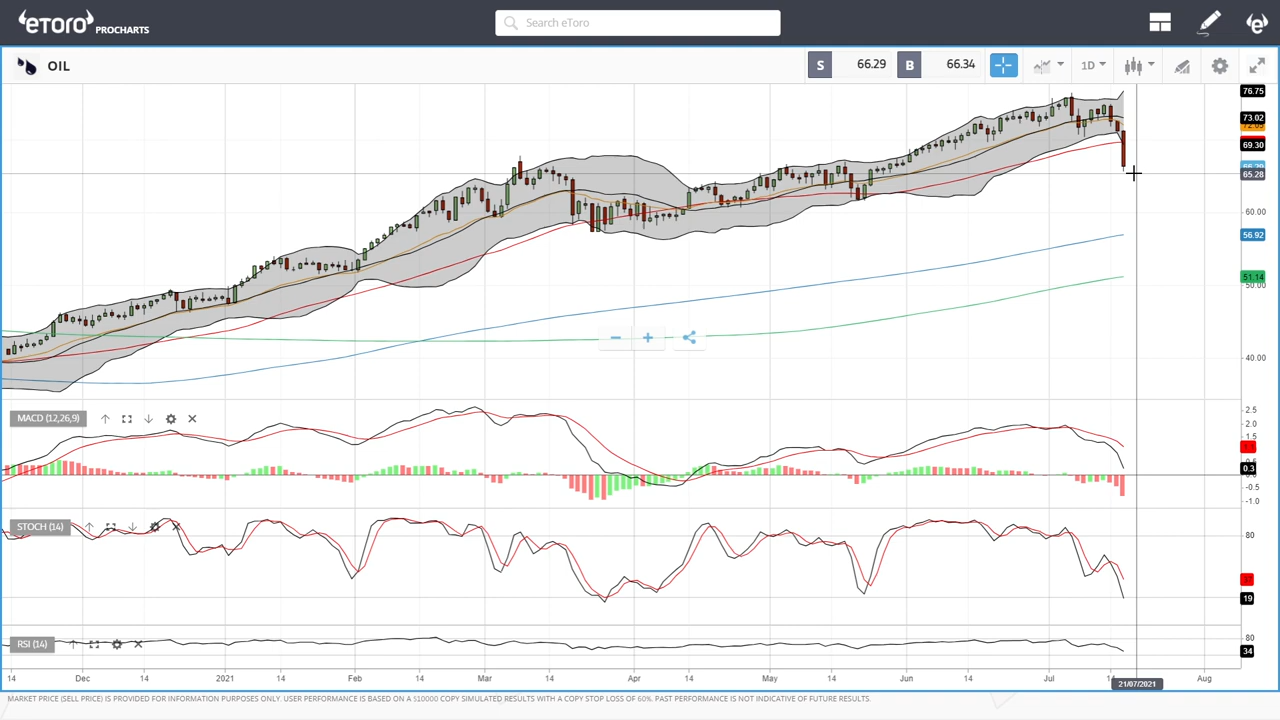 eToro PROCHARTS
Search eToro
OIL
S 66.29 B 66.34 1D
76.75
73.02
69.30
65.28
60.00
56.92
51.14
50.00
40.00
MACD (12,26,9)
2.5
2.0
1.5
0.3
-0.5
-1.0
STOCH (14)
80
37
19
RSI (14)
80
34
14 Dec 14 2021 14 Feb 14 Mar 14 Apr 14 May 14 Jun 14 Jul 14 Aug
21/07/2021
MARKET PRICE (SELL PRICE) IS PROVIDED FOR INFORMATION PURPOSES ONLY. USER PERFORMANCE IS BASED ON A $10000 COPY SIMULATED RESULTS WITH A COPY STOP LOSS OF 60%. PAST PERFORMANCE IS NOT INDICATIVE OF FUTURE RESULTS.